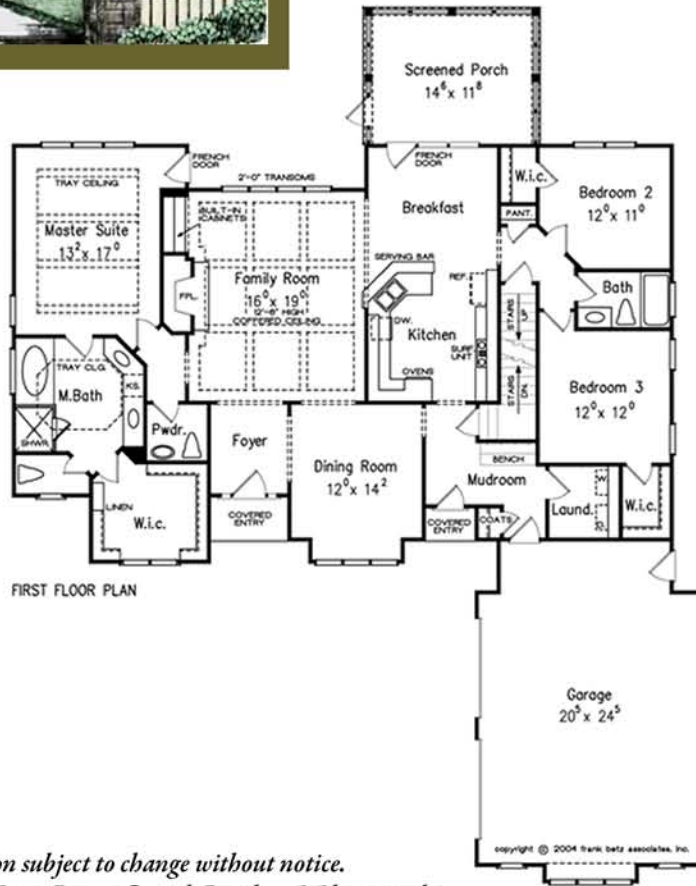 Screened Porch
14⁶x 11⁸
FRENCH
DOOR
TRAY CEILING
Master Suite
13²x 17⁰
2'-0" TRANSOMS
BUILT-IN
CABINETS
FPL.
Family Room
16⁰x 19⁰
12'-6" HIGH
COFFERED CEILING
FRENCH
DOOR
Breakfast
SERVING BAR
REF.
DW.
Kitchen
SURF.
UNIT
OVENS
W.i.c.
PANT.
Bedroom 2
12⁰x 11⁰
Bath
STAIRS UP
STAIRS DN.
Bedroom 3
12⁰x 12⁰
TRAY CLG.
M.Bath
KS.
SHWR.
Pwdr.
LINEN
W.i.c.
Foyer
COVERED
ENTRY
Dining Room
12⁰x 14²
BENCH
Mudroom
COVERED
ENTRY
COATS
Laund.
W
D
W.i.c.
FIRST FLOOR PLAN
Garage
20⁵x 24⁵
copyright © 2004 frank betz associates, inc.
on subject to change without notice.